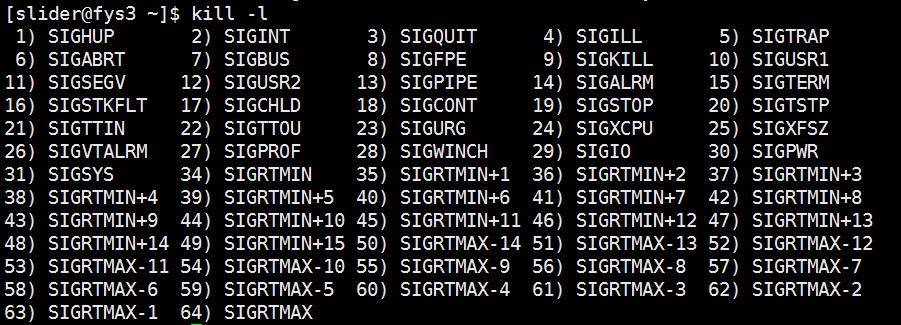 [slider@fys3 ~]$ kill -l
 1) SIGHUP       2) SIGINT       3) SIGQUIT      4) SIGILL       5) SIGTRAP
 6) SIGABRT      7) SIGBUS       8) SIGFPE       9) SIGKILL     10) SIGUSR1
11) SIGSEGV     12) SIGUSR2     13) SIGPIPE     14) SIGALRM     15) SIGTERM
16) SIGSTKFLT   17) SIGCHLD     18) SIGCONT     19) SIGSTOP     20) SIGTSTP
21) SIGTTIN     22) SIGTTOU     23) SIGURG      24) SIGXCPU     25) SIGXFSZ
26) SIGVTALRM   27) SIGPROF     28) SIGWINCH    29) SIGIO       30) SIGPWR
31) SIGSYS      34) SIGRTMIN    35) SIGRTMIN+1  36) SIGRTMIN+2  37) SIGRTMIN+3
38) SIGRTMIN+4  39) SIGRTMIN+5  40) SIGRTMIN+6  41) SIGRTMIN+7  42) SIGRTMIN+8
43) SIGRTMIN+9  44) SIGRTMIN+10 45) SIGRTMIN+11 46) SIGRTMIN+12 47) SIGRTMIN+13
48) SIGRTMIN+14 49) SIGRTMIN+15 50) SIGRTMAX-14 51) SIGRTMAX-13 52) SIGRTMAX-12
53) SIGRTMAX-11 54) SIGRTMAX-10 55) SIGRTMAX-9  56) SIGRTMAX-8  57) SIGRTMAX-7
58) SIGRTMAX-6  59) SIGRTMAX-5  60) SIGRTMAX-4  61) SIGRTMAX-3  62) SIGRTMAX-2
63) SIGRTMAX-1  64) SIGRTMAX